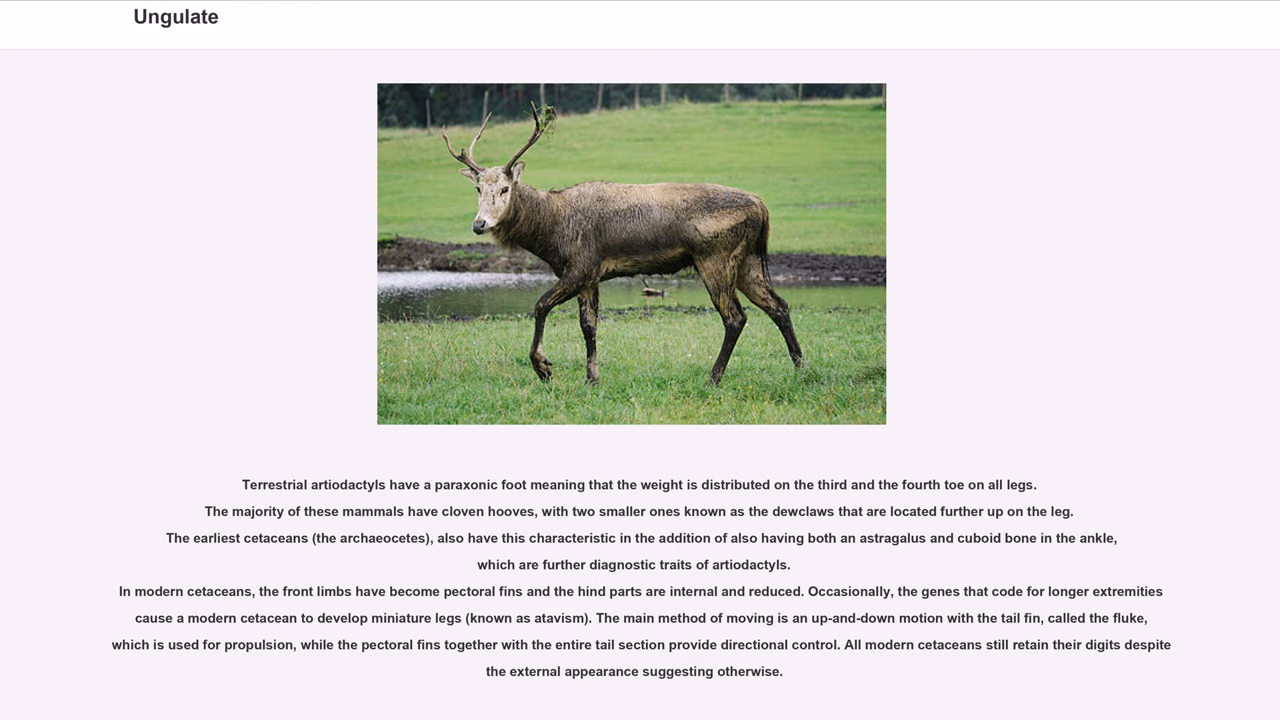 Ungulate
Terrestrial artiodactyls have a paraxonic foot meaning that the weight is distributed on the third and the fourth toe on all legs.
The majority of these mammals have cloven hooves, with two smaller ones known as the dewclaws that are located further up on the leg.
The earliest cetaceans (the archaeocetes), also have this characteristic in the addition of also having both an astragalus and cuboid bone in the ankle,
which are further diagnostic traits of artiodactyls.
In modern cetaceans, the front limbs have become pectoral fins and the hind parts are internal and reduced. Occasionally, the genes that code for longer extremities
cause a modern cetacean to develop miniature legs (known as atavism). The main method of moving is an up-and-down motion with the tail fin, called the fluke,
which is used for propulsion, while the pectoral fins together with the entire tail section provide directional control. All modern cetaceans still retain their digits despite
the external appearance suggesting otherwise.